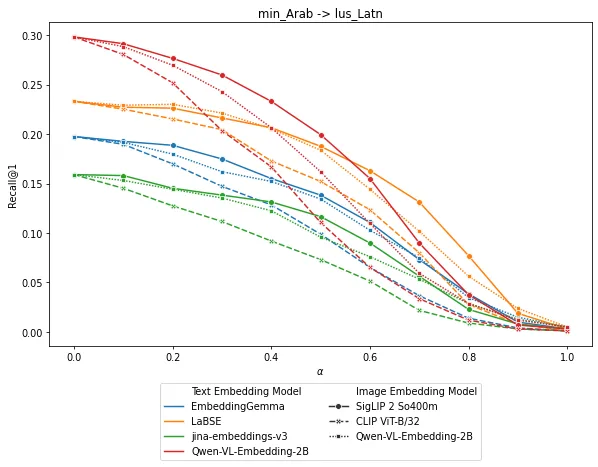 min_Arab -> lus_Latn
Recall@1
0.30
0.25
0.20
0.15
0.10
0.05
0.00
0.0 0.2 0.4 0.6 0.8 1.0
α
Text Embedding Model Image Embedding Model
EmbeddingGemma SigLIP 2 So400m
LaBSE CLIP ViT-B/32
jina-embeddings-v3 Qwen-VL-Embedding-2B
Qwen-VL-Embedding-2B